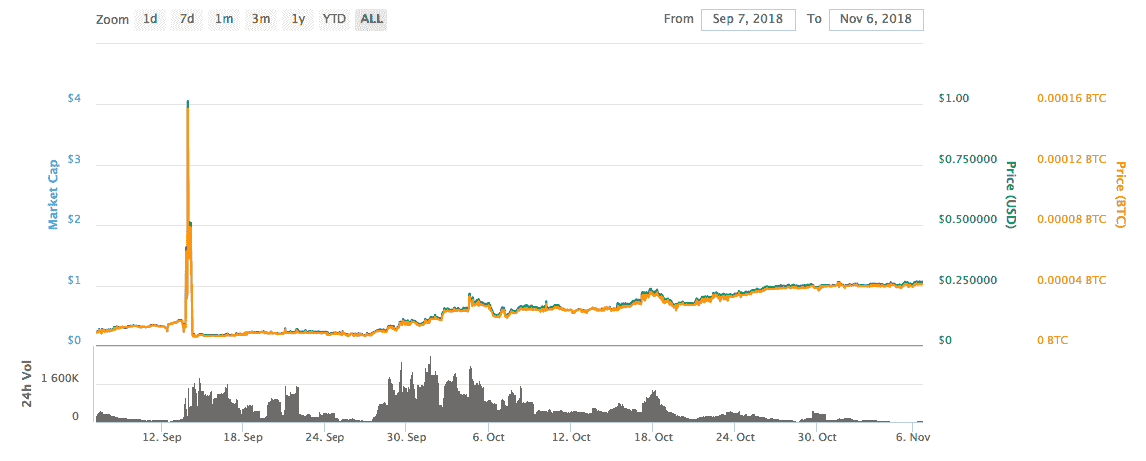 Zoom 1d 7d 1m 3m 1y YTD ALL From Sep 7, 2018 To Nov 6, 2018
$4 $1.00 0.00016 BTC
$3 $0.750000 0.00012 BTC
$2 $0.500000 0.00008 BTC
$1 $0.250000 0.00004 BTC
$0 $0 0 BTC
Market Cap
Price (USD)
Price (BTC)
24h Vol
1 600K
0
12. Sep 18. Sep 24. Sep 30. Sep 6. Oct 12. Oct 18. Oct 24. Oct 30. Oct 6. Nov